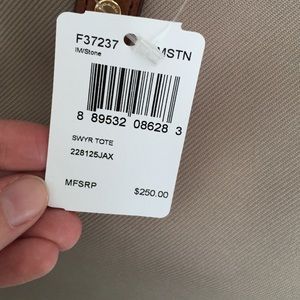 F37237 MSTN
IM/Stone
8 89532 08628 3
SWYR TOTE
228125JAX
MFSRP $250.00